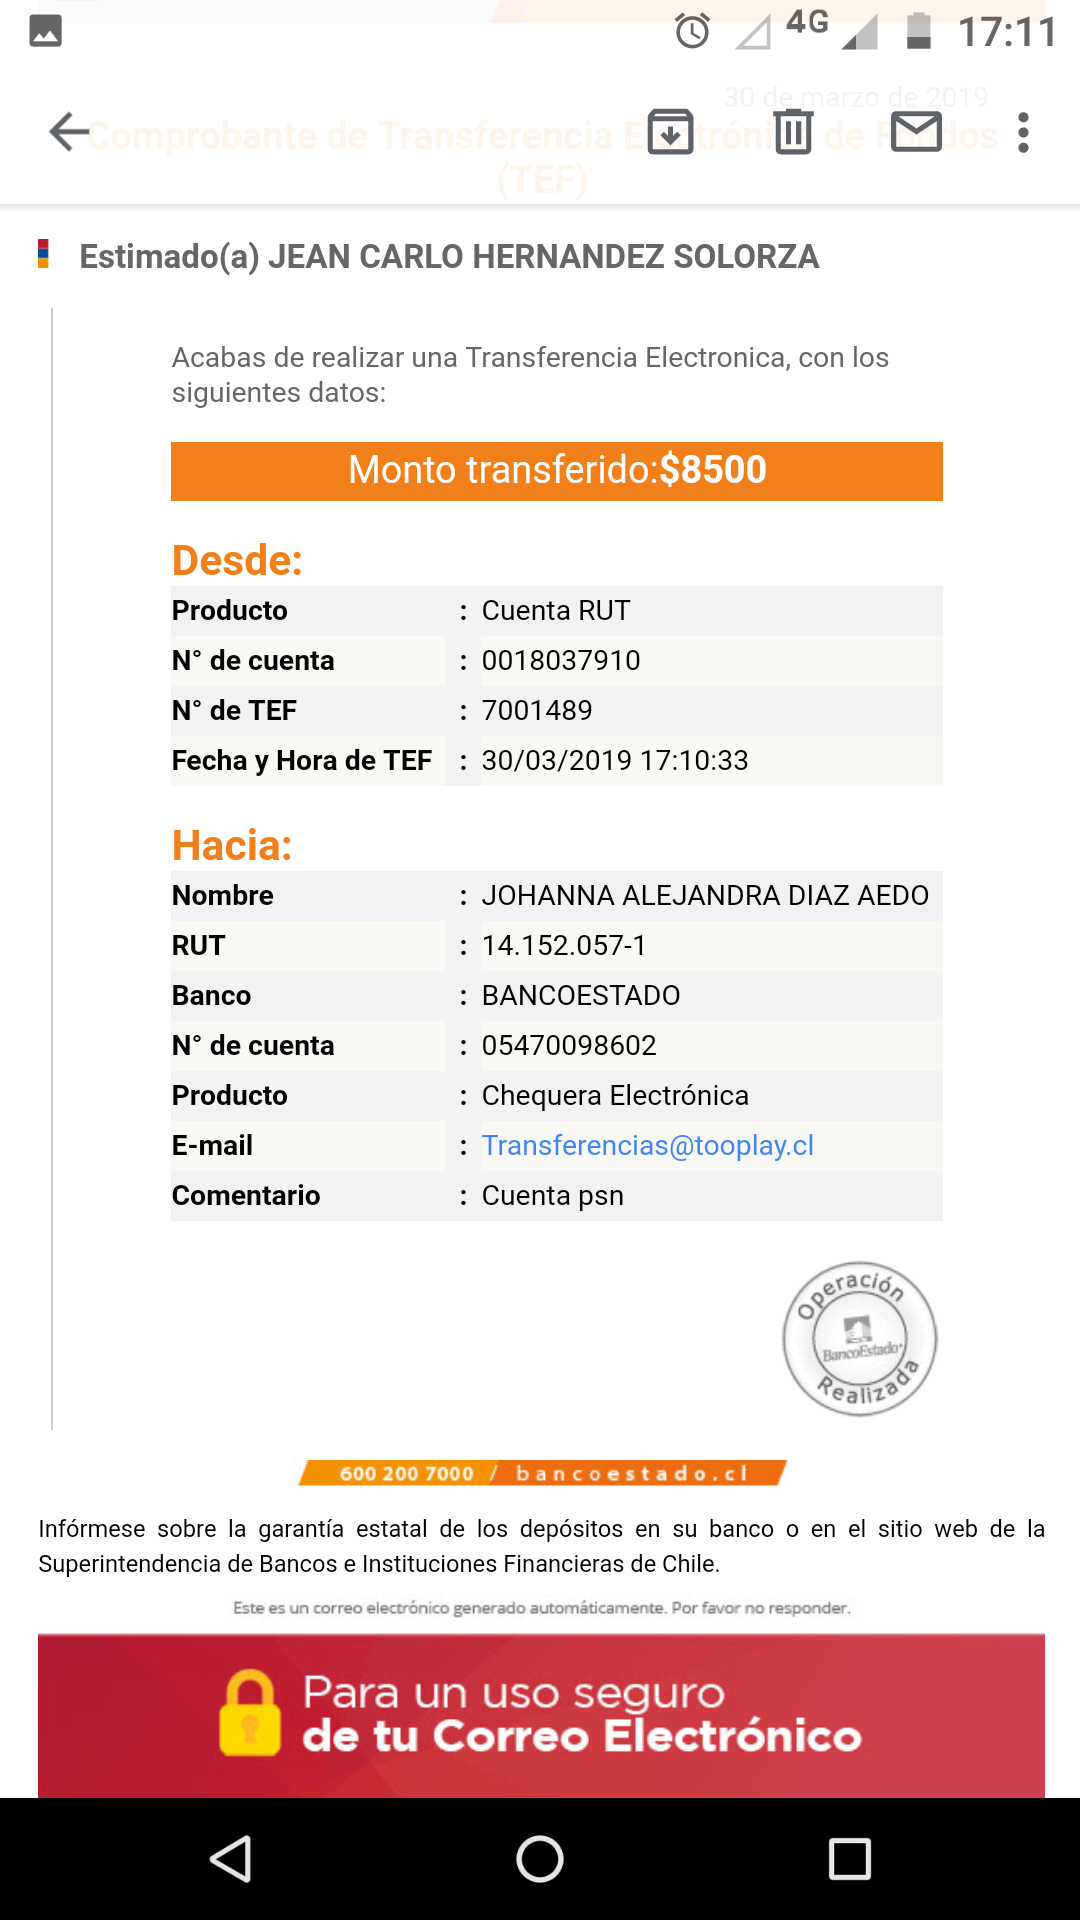 4G 17:11
30 de marzo de 2019
Comprobante de Transferencia Electrónica de Fondos
(TEF)
Estimado(a) JEAN CARLO HERNANDEZ SOLORZA
Acabas de realizar una Transferencia Electronica, con los
siguientes datos:
Monto transferido:$8500
Desde:
Producto : Cuenta RUT
N° de cuenta : 0018037910
N° de TEF : 7001489
Fecha y Hora de TEF : 30/03/2019 17:10:33
Hacia:
Nombre : JOHANNA ALEJANDRA DIAZ AEDO
RUT : 14.152.057-1
Banco : BANCOESTADO
N° de cuenta : 05470098602
Producto : Chequera Electrónica
E-mail : Transferencias@tooplay.cl
Comentario : Cuenta psn
Operación
BancoEstado
Realizada
600 200 7000 / bancoestado.cl
Infórmese sobre la garantía estatal de los depósitos en su banco o en el sitio web de la
Superintendencia de Bancos e Instituciones Financieras de Chile.
Este es un correo electrónico generado automáticamente. Por favor no responder.
Para un uso seguro
de tu Correo Electrónico